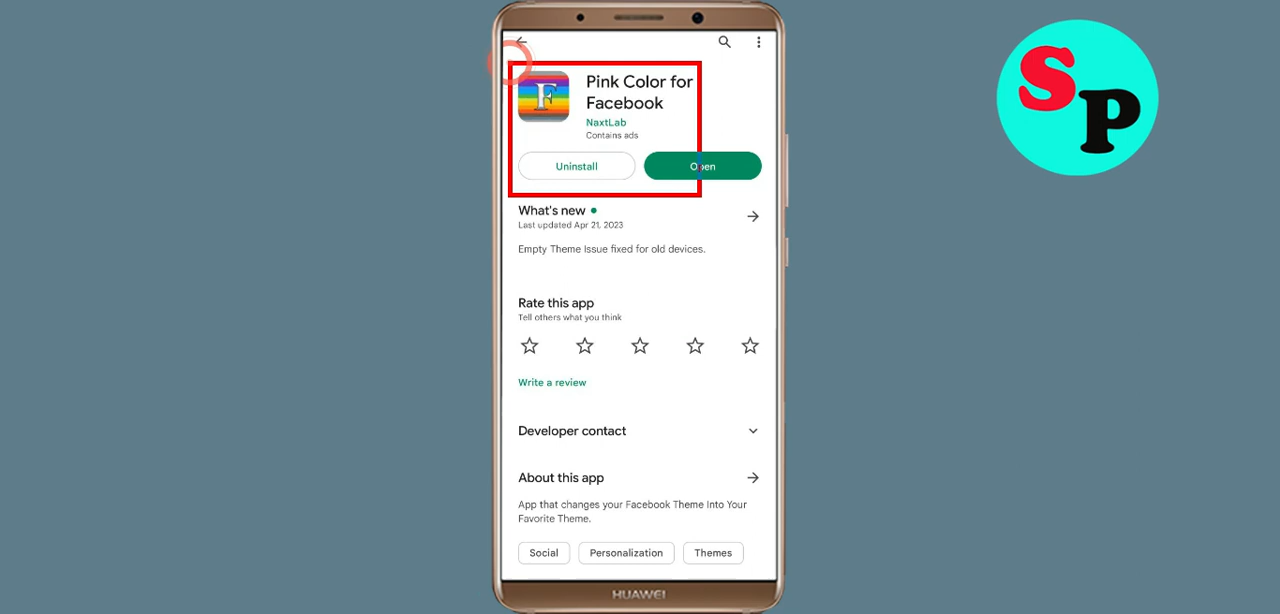 Pink Color for
Facebook
F
NaxtLab
Contains ads
Uninstall
Open
What's new
Last updated Apr 21, 2023
Empty Theme Issue fixed for old devices.
Rate this app
Tell others what you think
Write a review
Developer contact
About this app
App that changes your Facebook Theme Into Your
Favorite Theme.
Social
Personalization
Themes
HUAWEI
SP